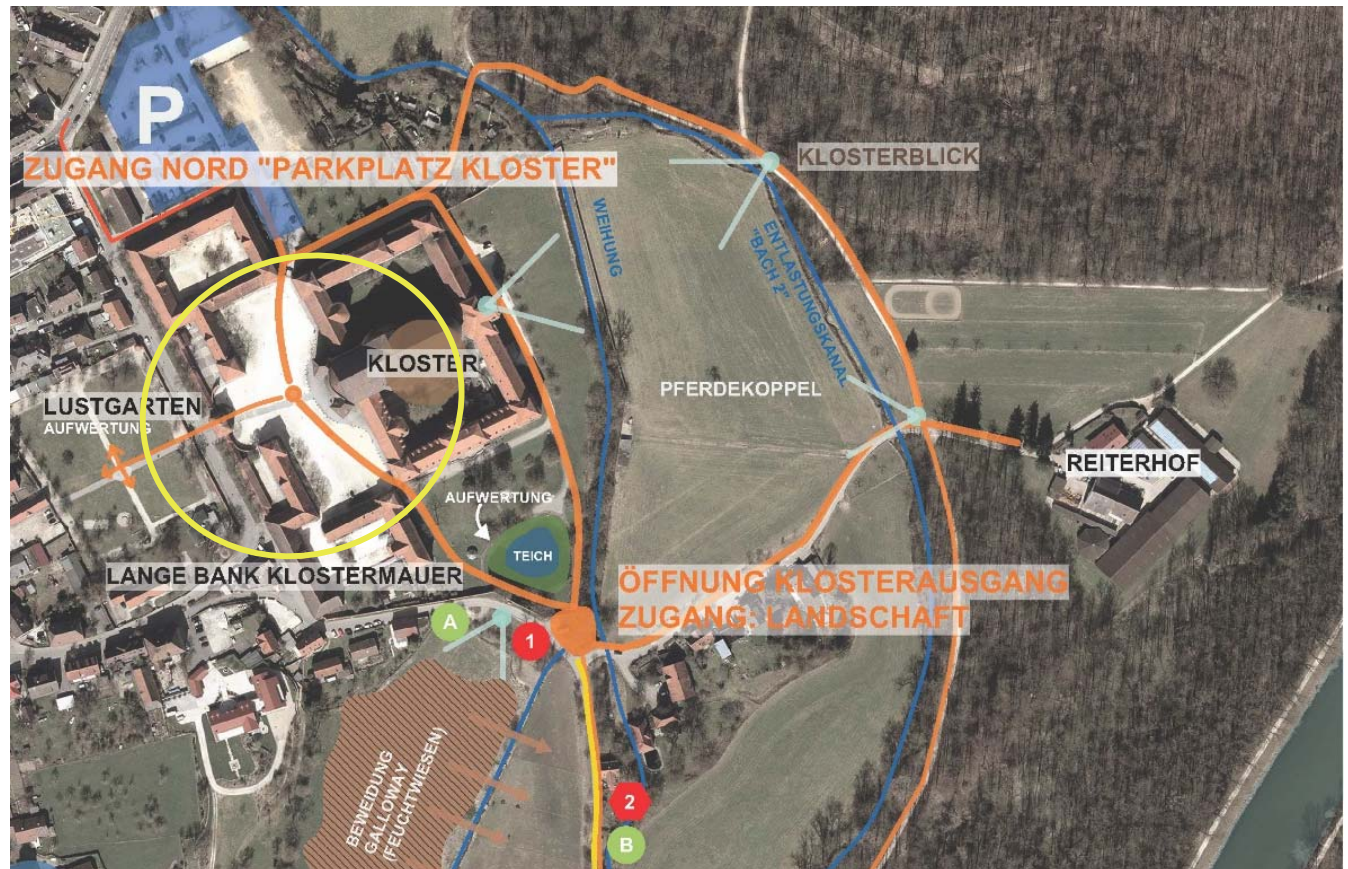 P
ZUGANG NORD "PARKPLATZ KLOSTER"
KLOSTERBLICK
WEIHUNG
ENTLASTUNGSKANAL
"BACH 2"
KLOSTER
LUSTGARTEN
AUFWERTUNG
PFERDEKOPPEL
REITERHOF
AUFWERTUNG
TEICH
LANGE BANK KLOSTERMAUER
ÖFFNUNG KLOSTERAUSGANG
ZUGANG: LANDSCHAFT
A
1
BEWEIDUNG
GALLOWAY
(FEUCHTWIESEN)
2
B